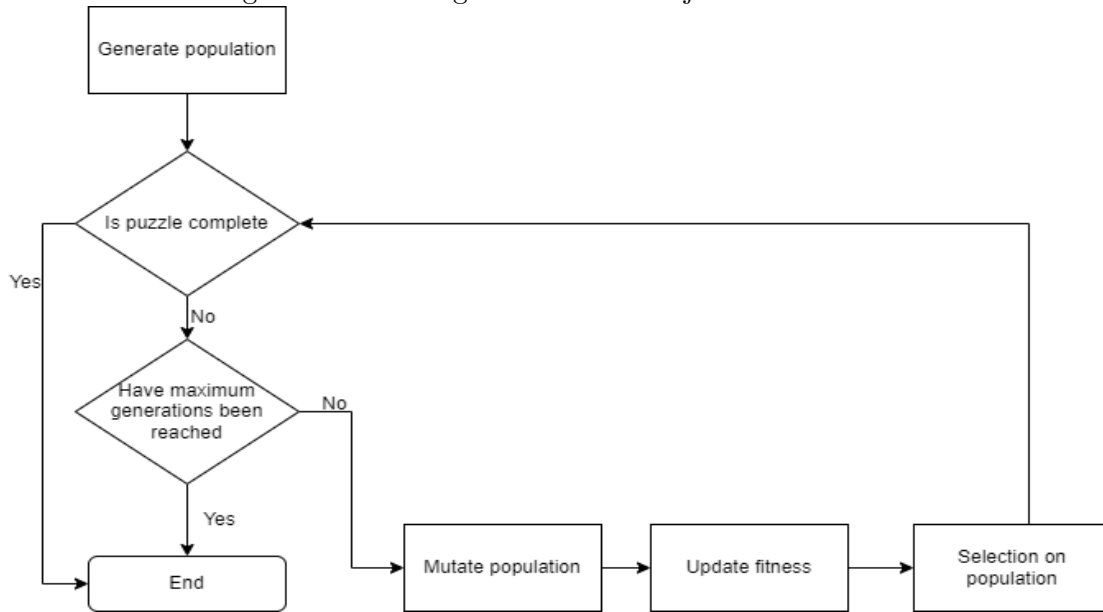 Generate population
Is puzzle complete
Yes
No
Have maximum
generations been
reached
No
Yes
End
Mutate population
Update fitness
Selection on
population